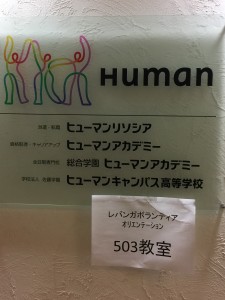 Human
ヒューマンリソシア
ヒューマンアカデミー
総合学園 ヒューマンアカデミー
ヒューマンキャンパス高等学校
レバンガボランティア
オリエンテーション
503教室